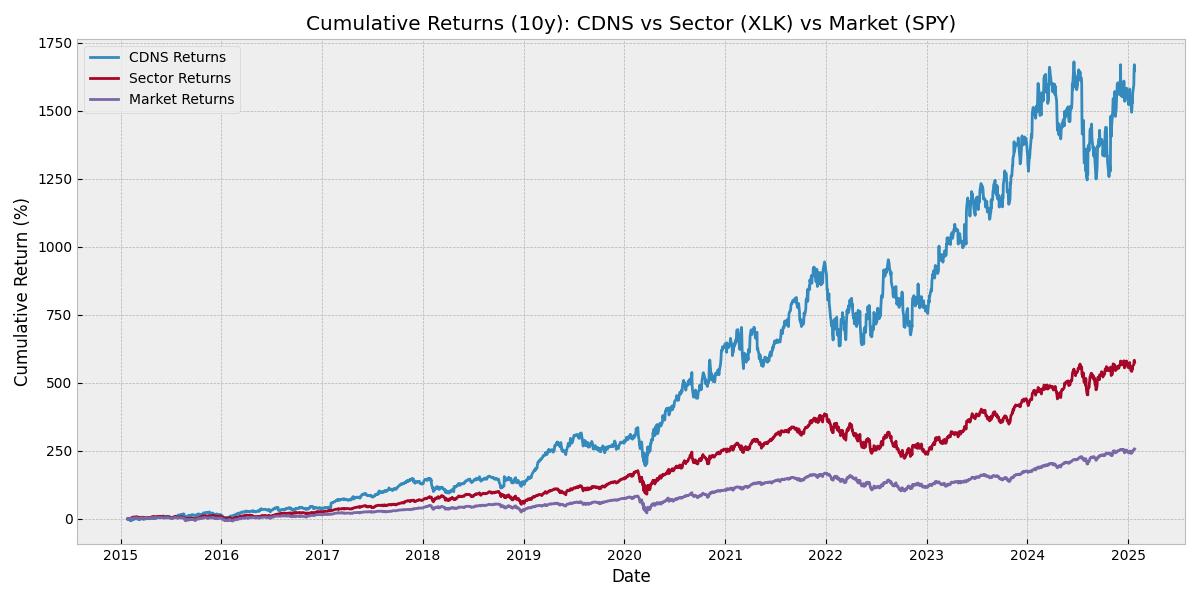 Cumulative Returns (10y): CDNS vs Sector (XLK) vs Market (SPY)
CDNS Returns
Sector Returns
Market Returns
Cumulative Return (%)
1750
1500
1250
1000
750
500
250
0
2015 2016 2017 2018 2019 2020 2021 2022 2023 2024 2025
Date